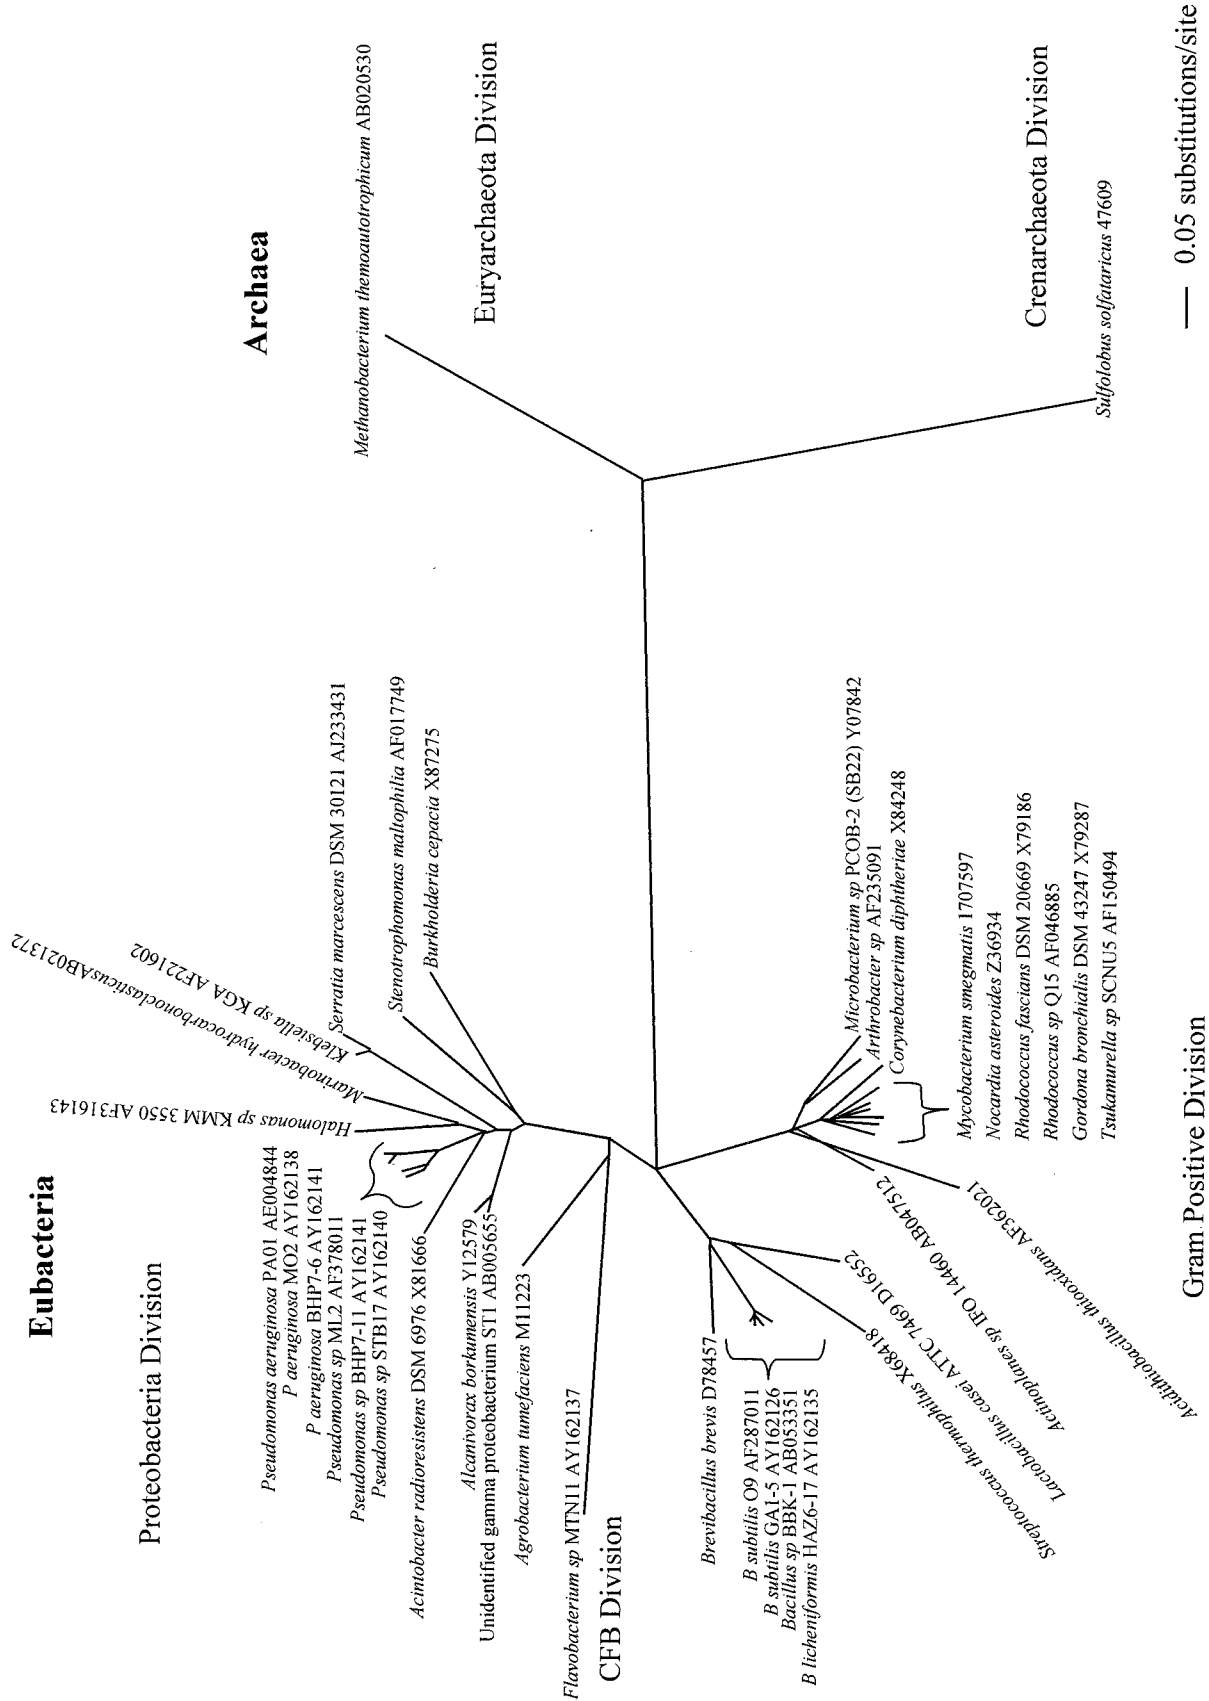 Eubacteria
Archaea
Proteobacteria Division
Pseudomonas aeruginosa PA01 AE004844
P aeruginosa MO2 AY162138
P aeruginosa BHP7-6 AY162141
Pseudomonas sp ML2 AF378011
Pseudomonas sp BHP7-11 AY162141
Pseudomonas sp STB17 AY162140
Acintobacter radioresistens DSM 6976 X81666
Alcanivorax borkumensis Y12579
Unidentified gamma proteobacterium ST1 AB005655
Agrobacterium tumefaciens M11223
Flavobacterium sp MTN11 AY162137
CFB Division
Halomonas sp KMM 3550 AF316143
Marinobacter hydrocarbonoclasticusAB021372
Klebsiella sp KGA AF221602
Serratia marcescens DSM 30121 AJ233431
Stenotrophomonas maltophilia AF017749
Burkholderia cepacia X87275
Methanobacterium themoautotrophicum AB020530
Euryarchaeota Division
Crenarchaeota Division
Sulfolobus solfataricus 47609
Brevibacillus brevis D78457
B subtilis O9 AF287011
B subtilis GA1-5 AY162126
Bacillus sp BBK-1 AB053351
B licheniformis HAZ6-17 AY162135
Streptococcus thermophilus X68418
Lactobacillus casei ATTC 7469 D16552
Actinoplanes sp IFO 14460 AB047512
Acidithiobacillus thiooxidans AF362021
Microbacterium sp PCOB-2 (SB22) Y07842
Arthrobacter sp AF235091
Corynebacterium diphtheriae X84248
Mycobacterium smegmatis 1707597
Nocardia asteroides Z36934
Rhodococcus fascians DSM 20669 X79186
Rhodococcus sp Q15 AF046885
Gordona bronchialis DSM 43247 X79287
Tsukamurella sp SCNU5 AF150494
Gram Positive Division
0.05 substitutions/site